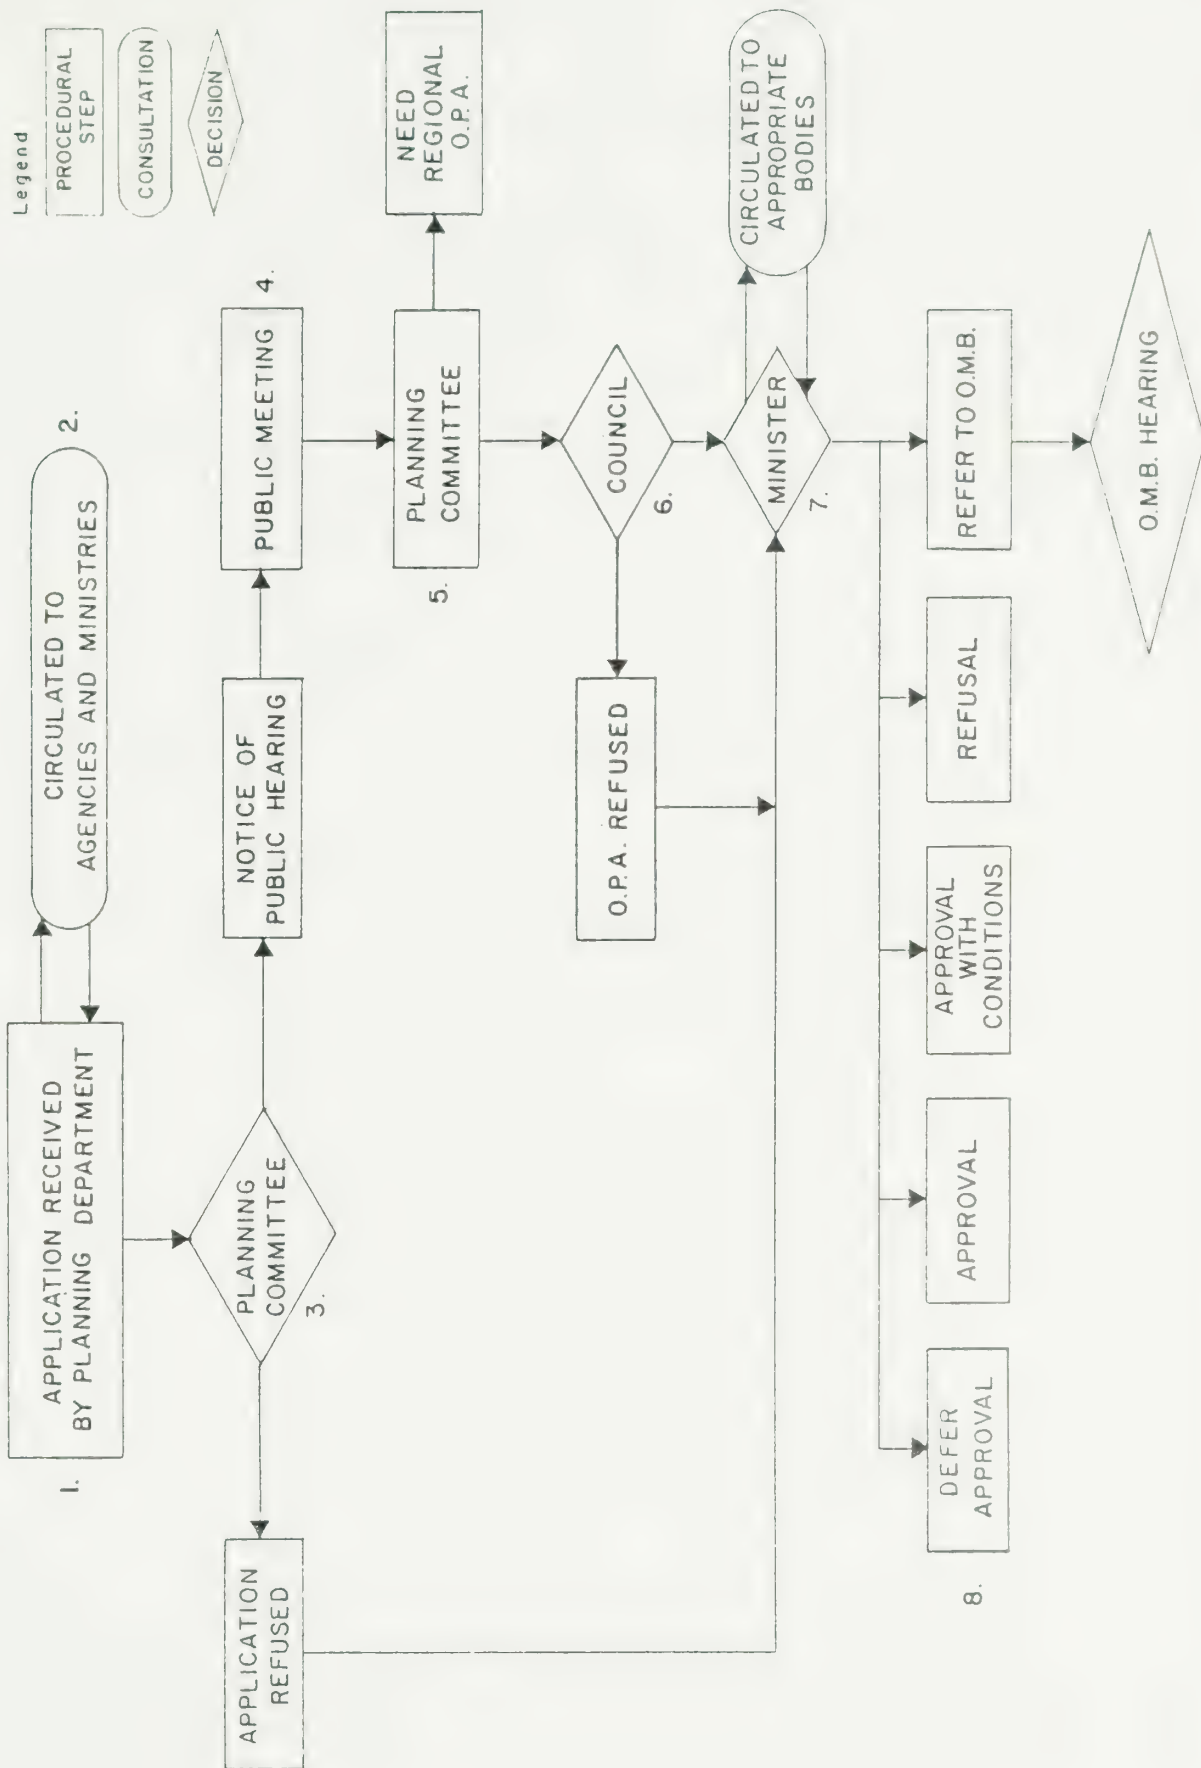 Legend
PROCEDURAL
STEP
CONSULTATION
DECISION
1.
APPLICATION RECEIVED
BY PLANNING DEPARTMENT
2.
CIRCULATED TO
AGENCIES AND MINISTRIES
3.
PLANNING
COMMITTEE
APPLICATION
REFUSED
NOTICE OF
PUBLIC HEARING
PUBLIC MEETING
4.
5.
PLANNING
COMMITTEE
NEED
REGIONAL
O.P.A.
COUNCIL
6.
O.P.A. REFUSED
MINISTER
7.
CIRCULATED TO
APPROPRIATE
BODIES
8.
DEFER
APPROVAL
APPROVAL
APPROVAL
WITH
CONDITIONS
REFUSAL
REFER TO O.M.B.
O.M.B. HEARING